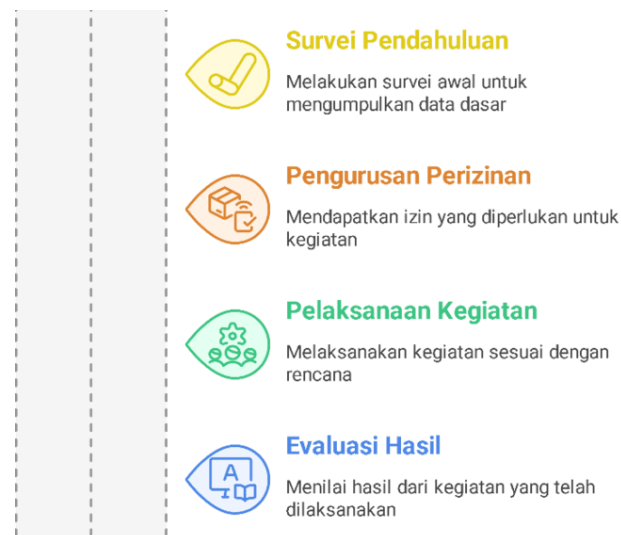 Survei Pendahuluan
Melakukan survei awal untuk
mengumpulkan data dasar
Pengurusan Perizinan
Mendapatkan izin yang diperlukan untuk
kegiatan
Pelaksanaan Kegiatan
Melaksanakan kegiatan sesuai dengan
rencana
A
Evaluasi Hasil
Menilai hasil dari kegiatan yang telah
dilaksanakan